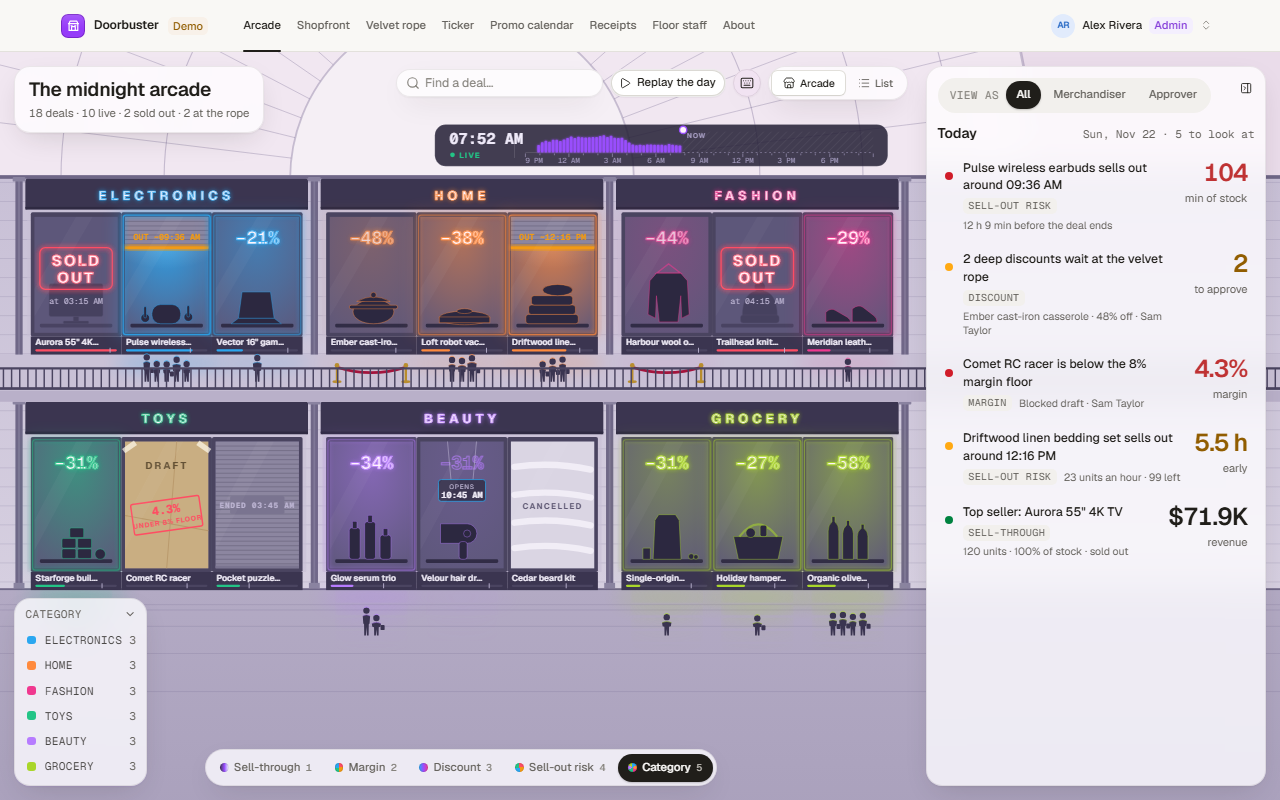 Doorbuster Demo Arcade Shopfront Velvet rope Ticker Promo calendar Receipts Floor staff About AR Alex Rivera Admin
The midnight arcade
18 deals · 10 live · 2 sold out · 2 at the rope
Find a deal... Replay the day Arcade List
07:52 AM
LIVE
NOW
9 PM 12 AM 3 AM 6 AM 9 AM 12 PM 3 PM 6 PM
ELECTRONICS HOME FASHION
OUT ~09:36 AM -21% -48% -38% OUT ~12:16 PM -44% -29%
SOLD OUT at 03:15 AM
SOLD OUT at 04:15 AM
Aurora 55" 4K... Pulse wireless... Vector 16" gam... Ember cast-iro... Loft robot vac... Driftwood line... Harbour wool o... Trailhead knit... Meridian leath...
TOYS BEAUTY GROCERY
-31% DRAFT -34% -31% -31% -27% -58%
4.3%
UNDER 8% FLOOR
ENDED 03:45 AM
OPENS
10:45 AM
CANCELLED
Starforge buil... Comet RC racer Pocket puzzle... Glow serum trio Velour hair dr... Cedar beard kit Single-origin... Holiday hamper... Organic olive...
CATEGORY
ELECTRONICS 3
HOME 3
FASHION 3
TOYS 3
BEAUTY 3
GROCERY 3
Sell-through 1 Margin 2 Discount 3 Sell-out risk 4 Category 5
VIEW AS All Merchandiser Approver
Today Sun, Nov 22 · 5 to look at
Pulse wireless earbuds sells out around 09:36 AM
104
min of stock
SELL-OUT RISK
12 h 9 min before the deal ends
2 deep discounts wait at the velvet rope
2
to approve
DISCOUNT
Ember cast-iron casserole · 48% off · Sam Taylor
Comet RC racer is below the 8% margin floor
4.3%
margin
MARGIN Blocked draft · Sam Taylor
Driftwood linen bedding set sells out around 12:16 PM
5.5 h
early
SELL-OUT RISK 23 units an hour · 99 left
Top seller: Aurora 55" 4K TV
$71.9K
revenue
SELL-THROUGH
120 units · 100% of stock · sold out